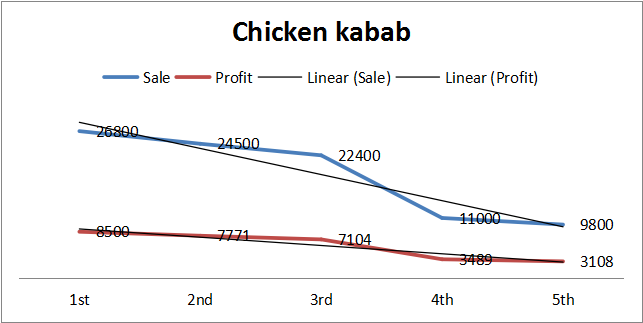 Chicken kabab
Sale Profit Linear (Sale) Linear (Profit)
26800 24500 22400 11000 9800
8500 7771 7104 3489 3108
1st 2nd 3rd 4th 5th